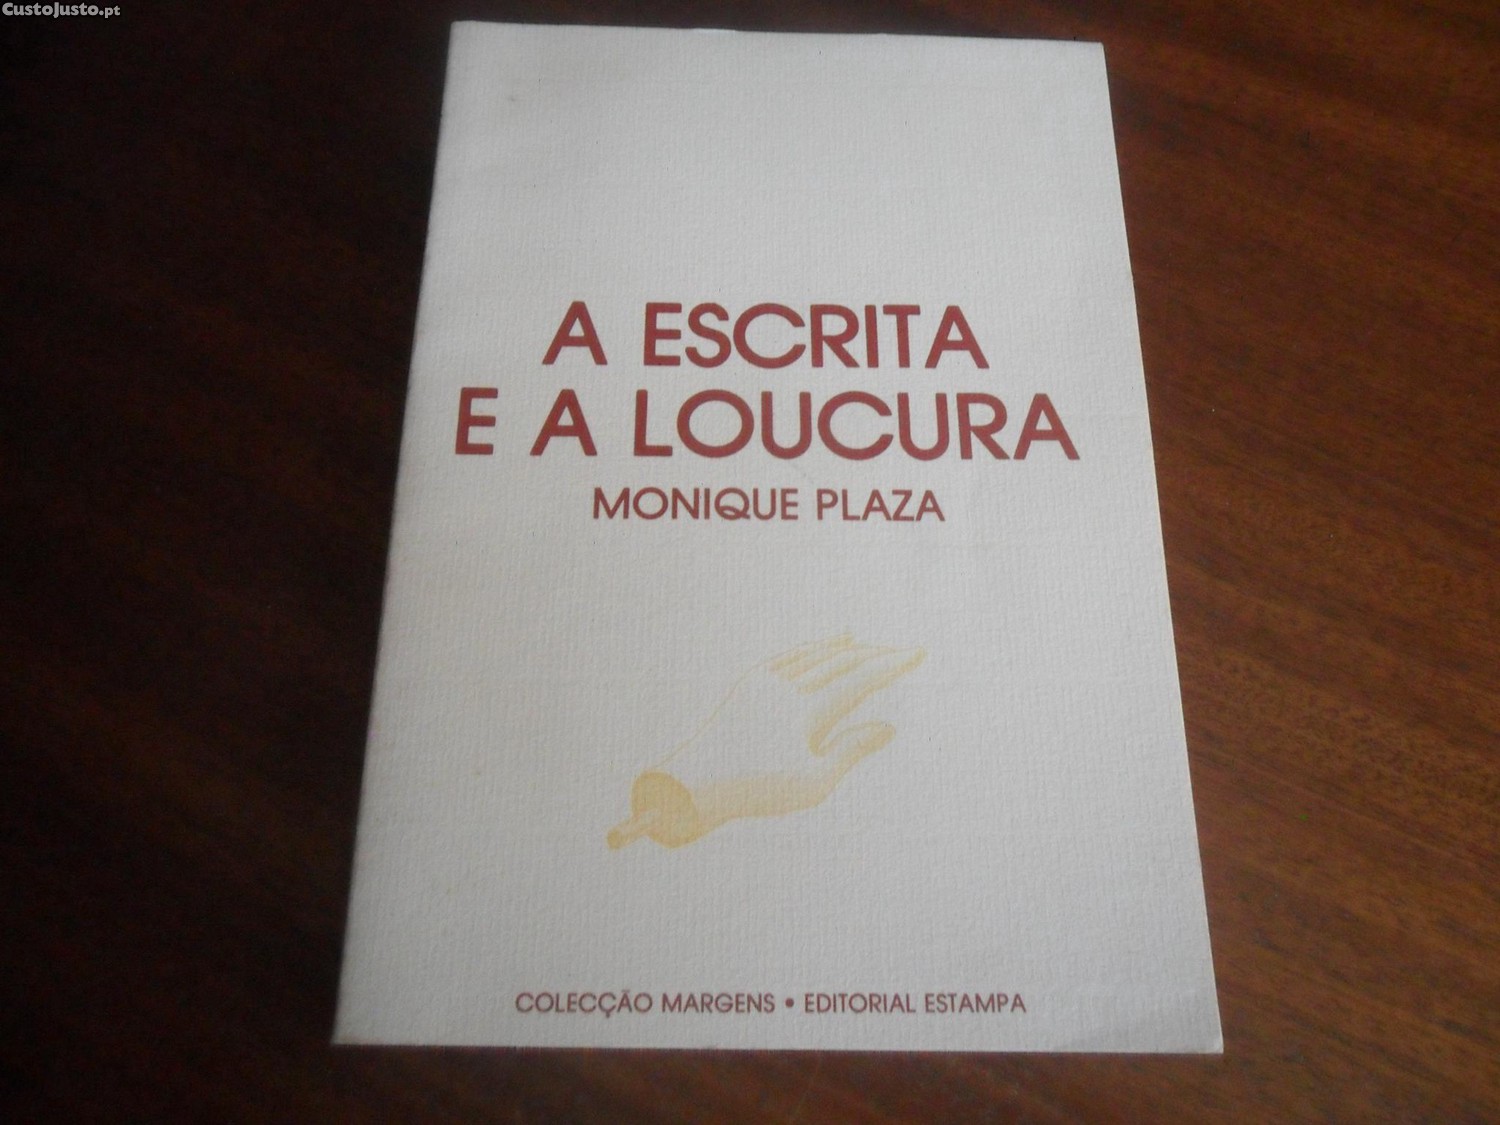 CustoJusto.pt
A ESCRITA
E A LOUCURA
MONIQUE PLAZA
COLECÇÃO MARGENS • EDITORIAL ESTAMPA